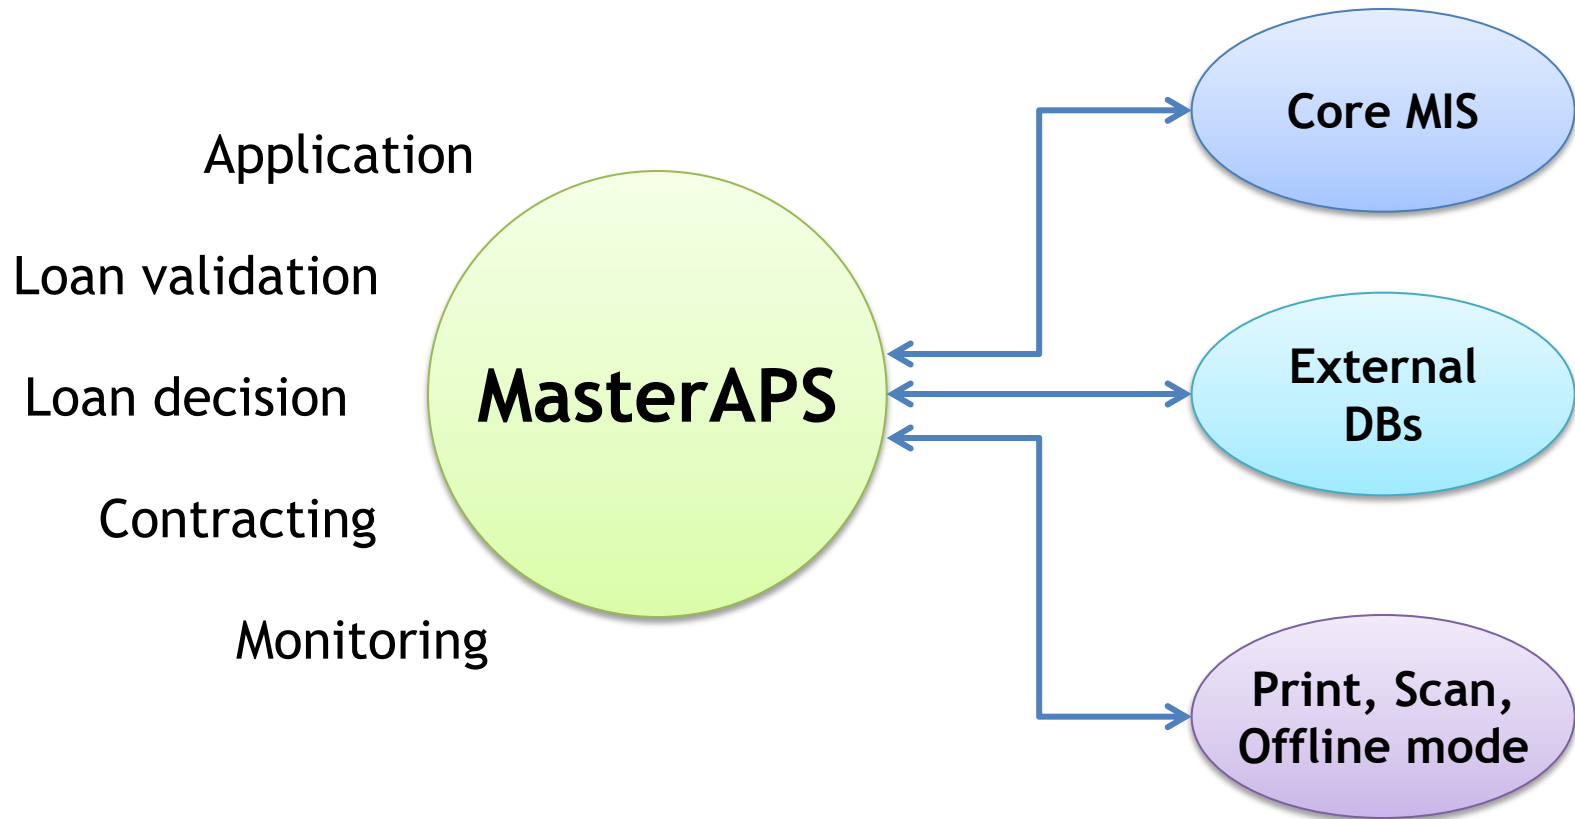 Application
Loan validation
Loan decision
Contracting
Monitoring
MasterAPS
Core MIS
External
DBs
Print, Scan,
Offline mode